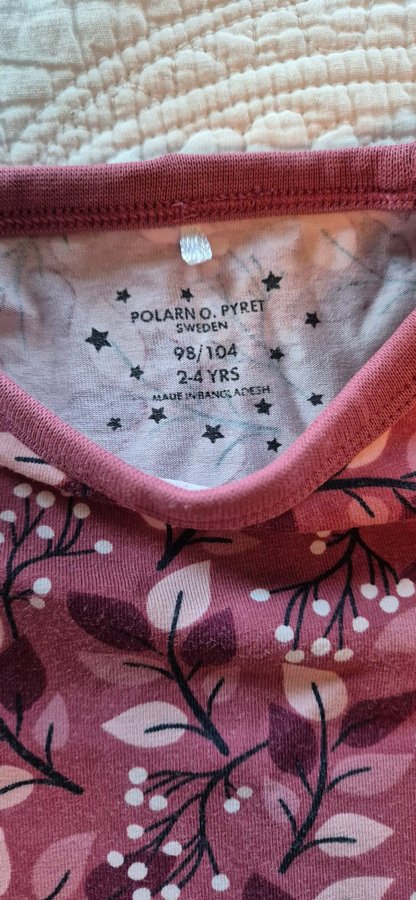 POLARN O. PYRET
SWEDEN
98/104
2-4 YRS
MADE IN BANGLADESH